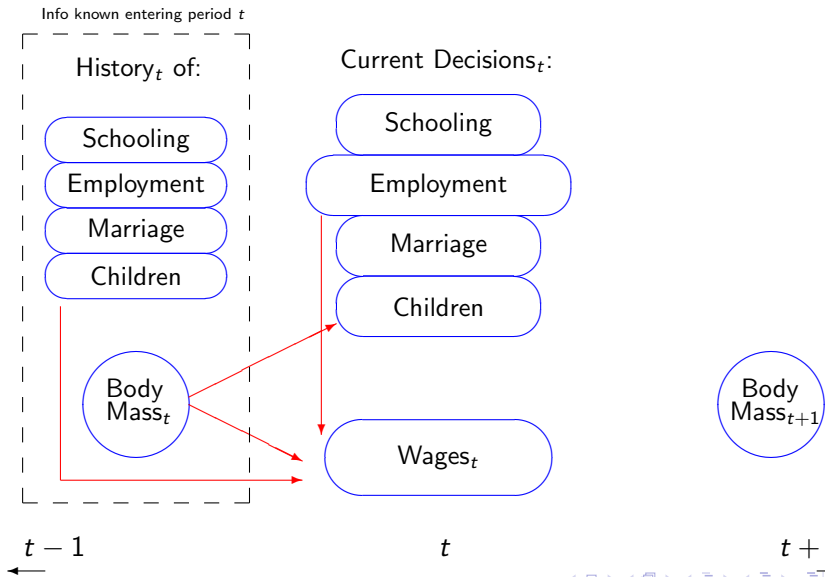 Info known entering period t
History_t of:
Schooling
Employment
Marriage
Children
Body
Mass_t
Current Decisions_t:
Schooling
Employment
Marriage
Children
Wages_t
Body
Mass_{t+1}
t − 1
t
t +